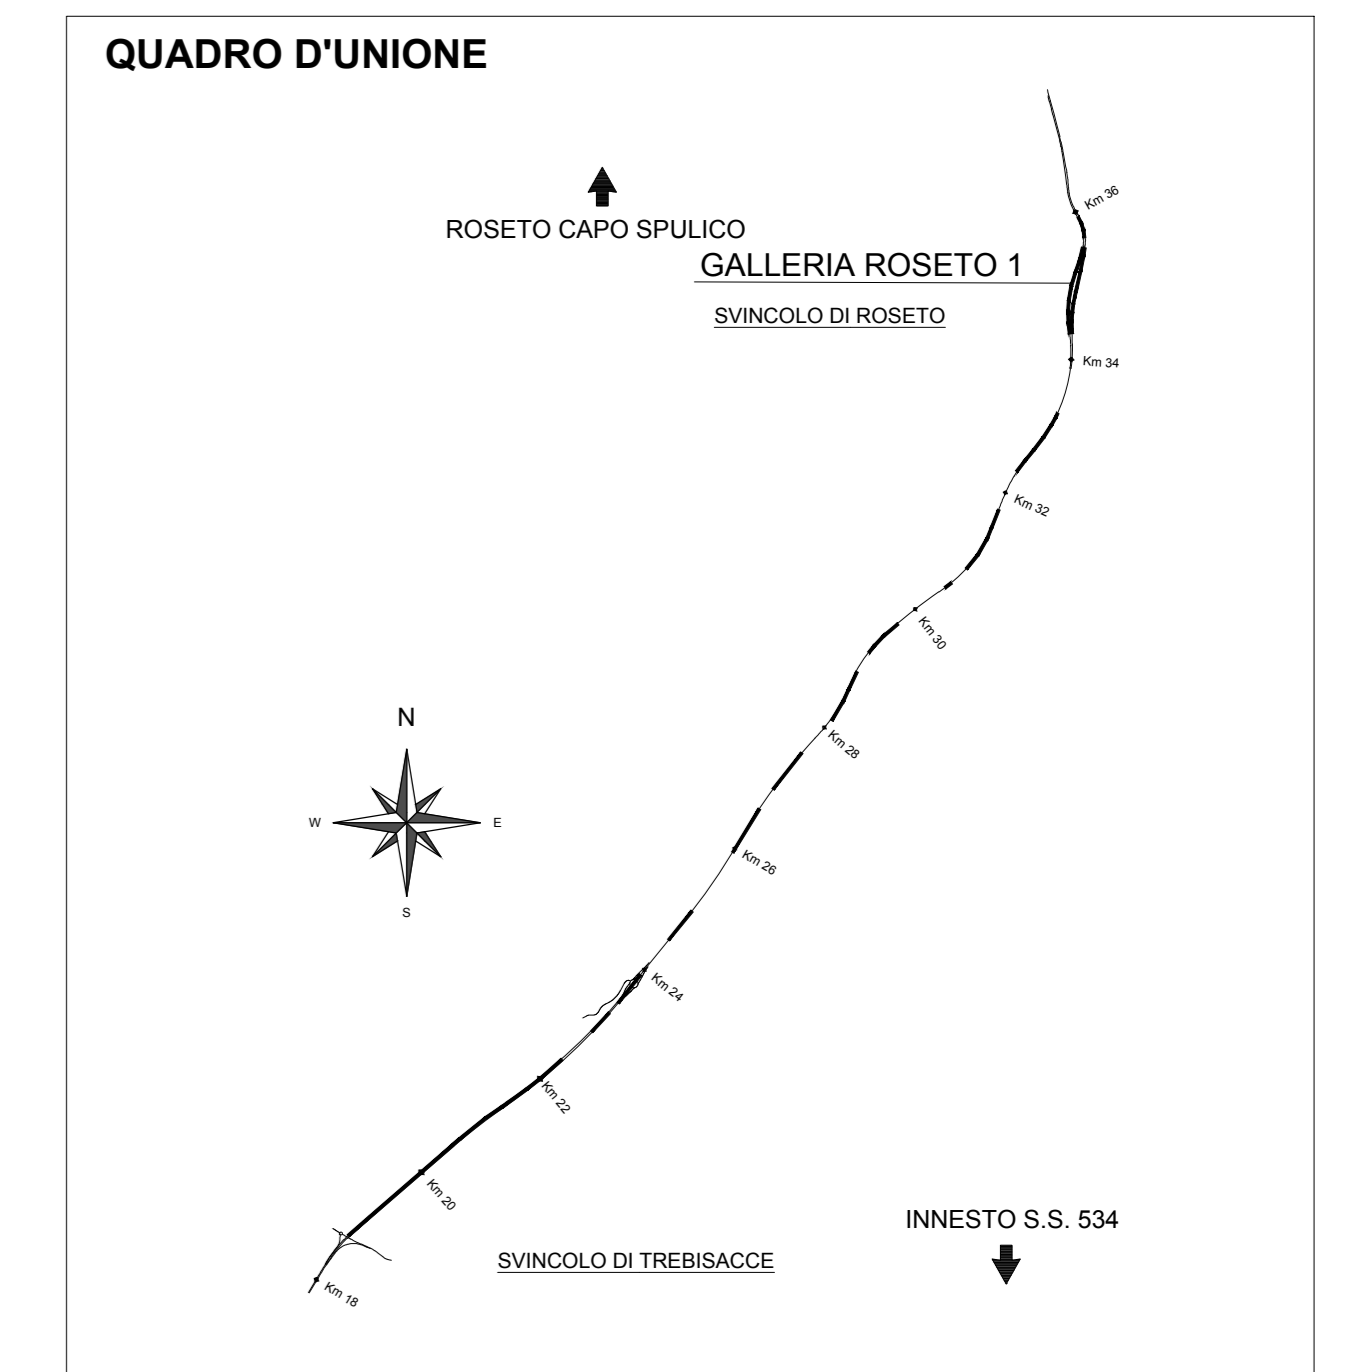 QUADRO D'UNIONE
Km 36
ROSETO CAPO SPULICO
GALLERIA ROSETO 1
SVINCOLO DI ROSETO
Km 34
Km 32
Km 30
N
Km 28
W
E
Km 26
S
Km 24
Km 22
Km 20
INNESTO S.S. 534
SVINCOLO DI TREBISACCE
Km 18